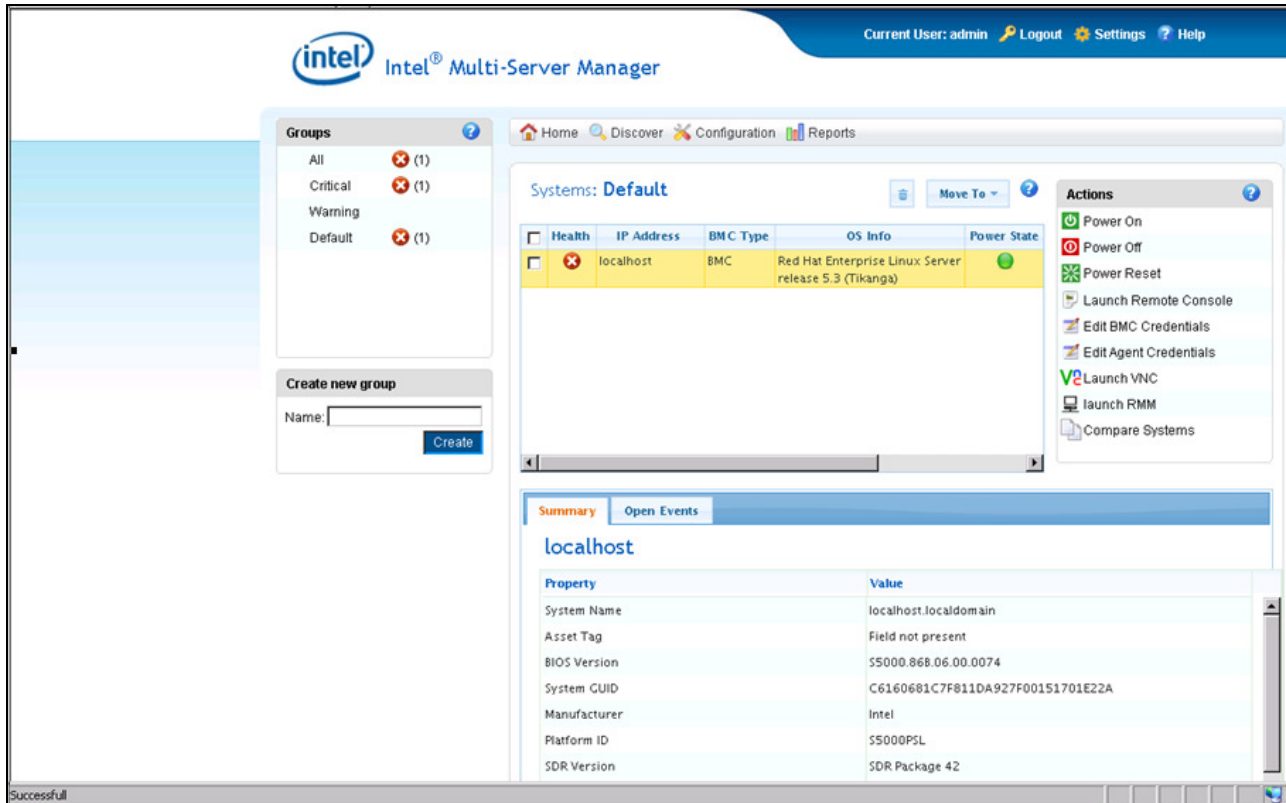 Current User: admin Logout Settings Help
intel Intel® Multi-Server Manager
Groups
All (1)
Critical (1)
Warning
Default (1)
Create new group
Name:
Create
Home Discover Configuration Reports
Systems: Default
Move To
Health IP Address BMC Type OS Info Power State
localhost BMC Red Hat Enterprise Linux Server
release 5.3 (Tikanga)
Actions
Power On
Power Off
Power Reset
Launch Remote Console
Edit BMC Credentials
Edit Agent Credentials
Launch VNC
launch RMM
Compare Systems
Summary Open Events
localhost
Property Value
System Name localhost.localdomain
Asset Tag Field not present
BIOS Version S5000.86B.06.00.0074
System GUID C6160681C7F811DA927F00151701E22A
Manufacturer Intel
Platform ID S5000PSL
SDR Version SDR Package 42
Successfull